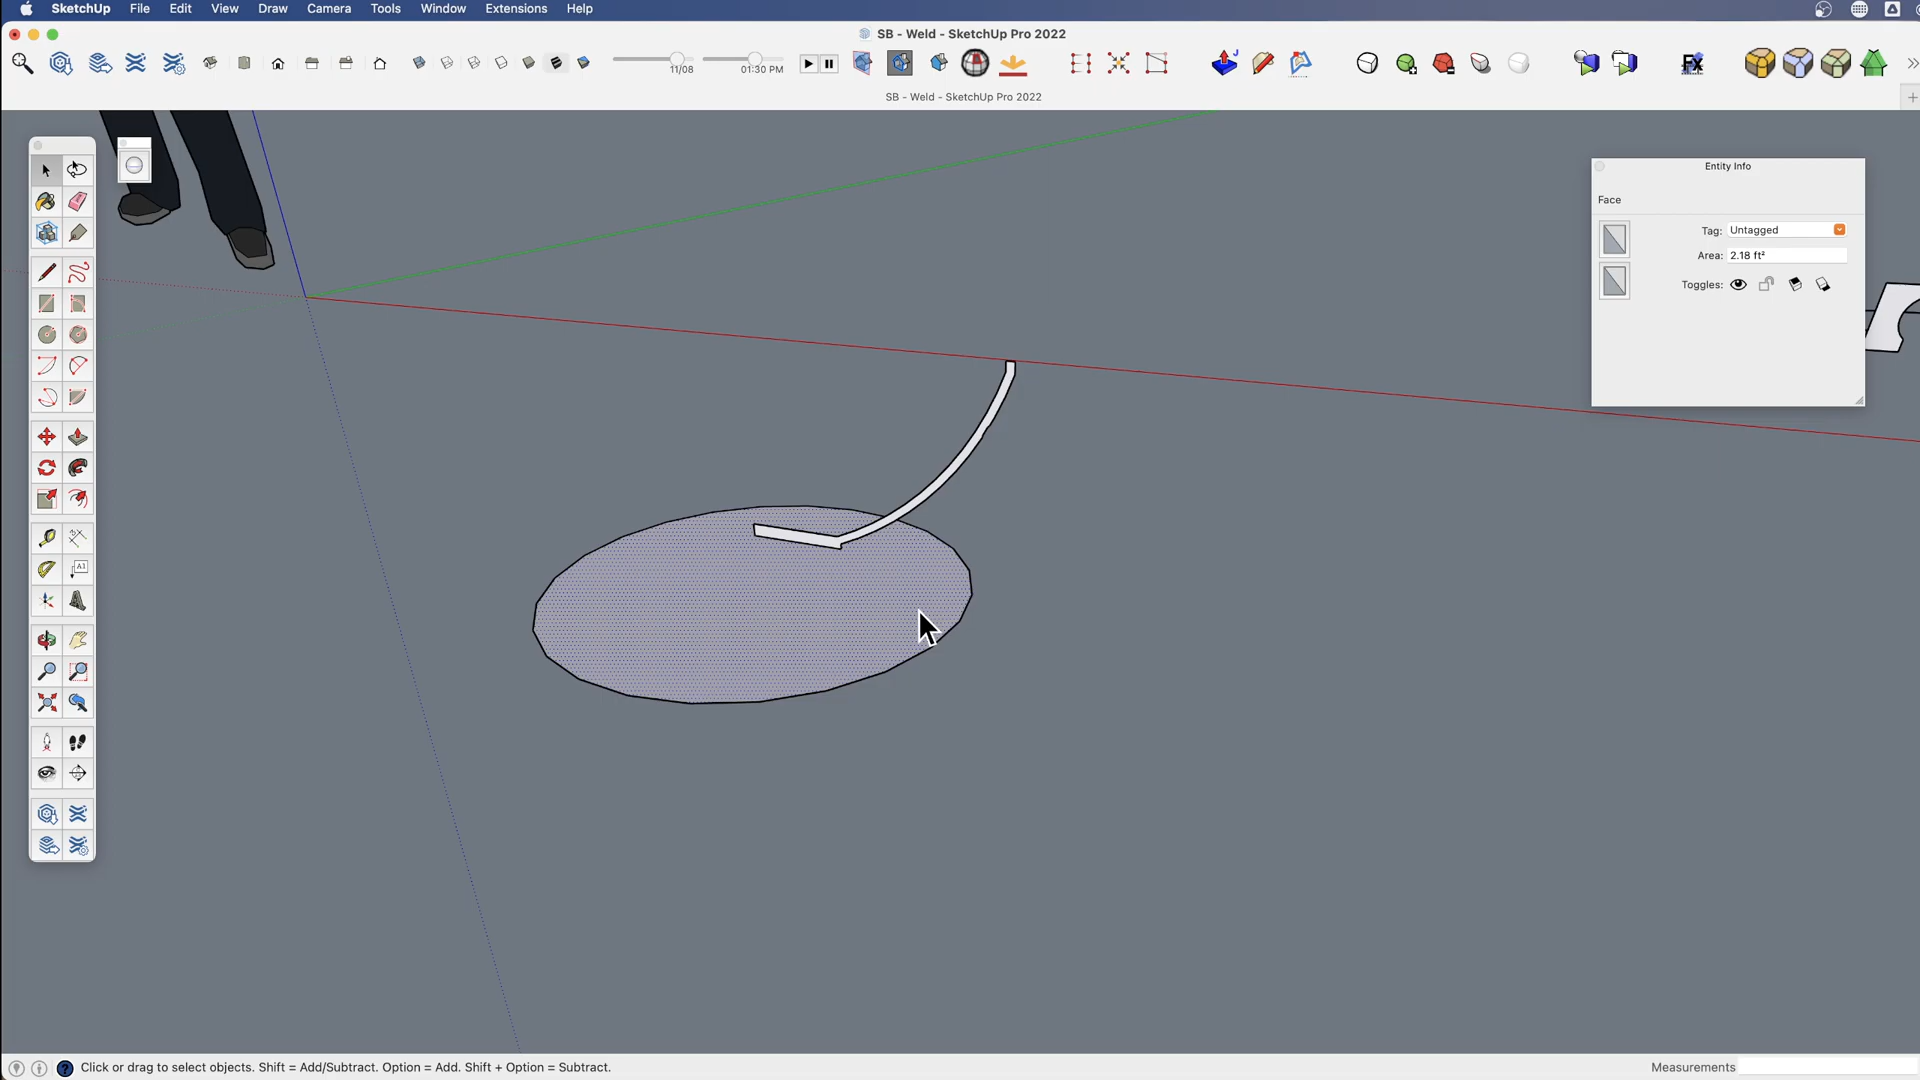 SketchUp File Edit View Draw Camera Tools Window Extensions Help
SB - Weld - SketchUp Pro 2022
11/08
01:30 PM
FX
SB - Weld - SketchUp Pro 2022
Entity Info
Face
Tag: Untagged
Area: 2.18 ft²
Toggles:
A1
Click or drag to select objects. Shift = Add/Subtract. Option = Add. Shift + Option = Subtract.
Measurements